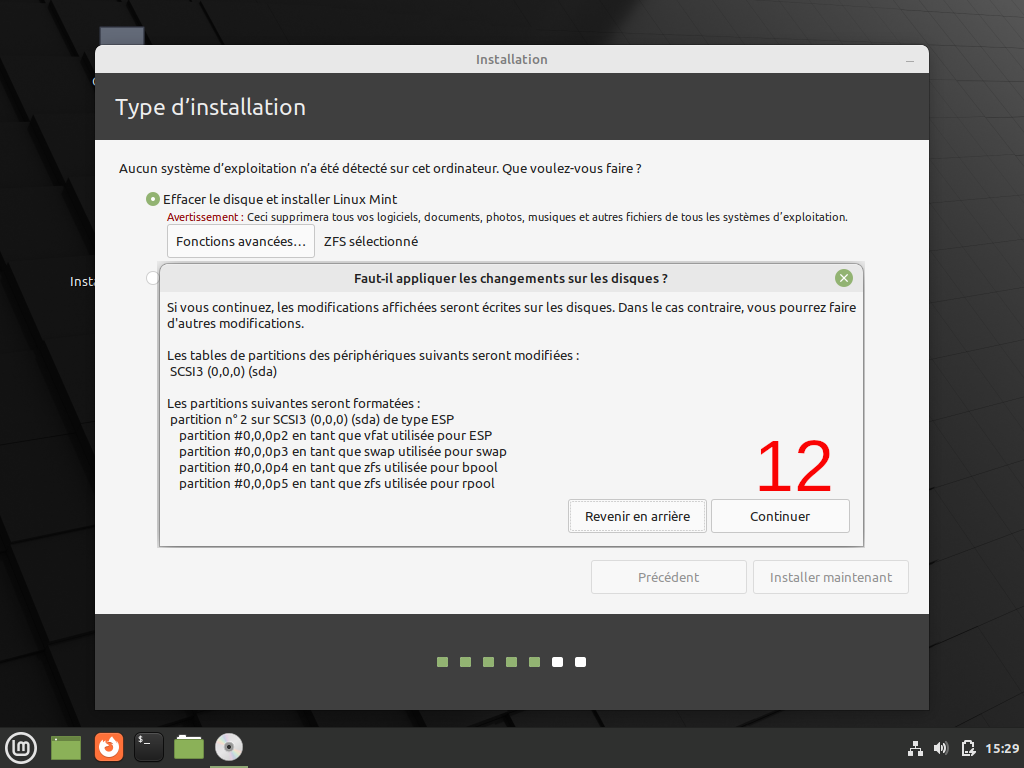 Installation
Type d’installation
Aucun système d’exploitation n’a été détecté sur cet ordinateur. Que voulez-vous faire ?
Effacer le disque et installer Linux Mint
Avertissement : Ceci supprimera tous vos logiciels, documents, photos, musiques et autres fichiers de tous les systèmes d’exploitation.
Fonctions avancées… ZFS sélectionné
Faut-il appliquer les changements sur les disques ?
Si vous continuez, les modifications affichées seront écrites sur les disques. Dans le cas contraire, vous pourrez faire
d'autres modifications.
Les tables de partitions des périphériques suivants seront modifiées :
SCSI3 (0,0,0) (sda)
Les partitions suivantes seront formatées :
partition n° 2 sur SCSI3 (0,0,0) (sda) de type ESP
partition #0,0,0p2 en tant que vfat utilisée pour ESP
partition #0,0,0p3 en tant que swap utilisée pour swap
partition #0,0,0p4 en tant que zfs utilisée pour bpool
partition #0,0,0p5 en tant que zfs utilisée pour rpool
12
Revenir en arrière Continuer
Précédent Installer maintenant
$_
15:29